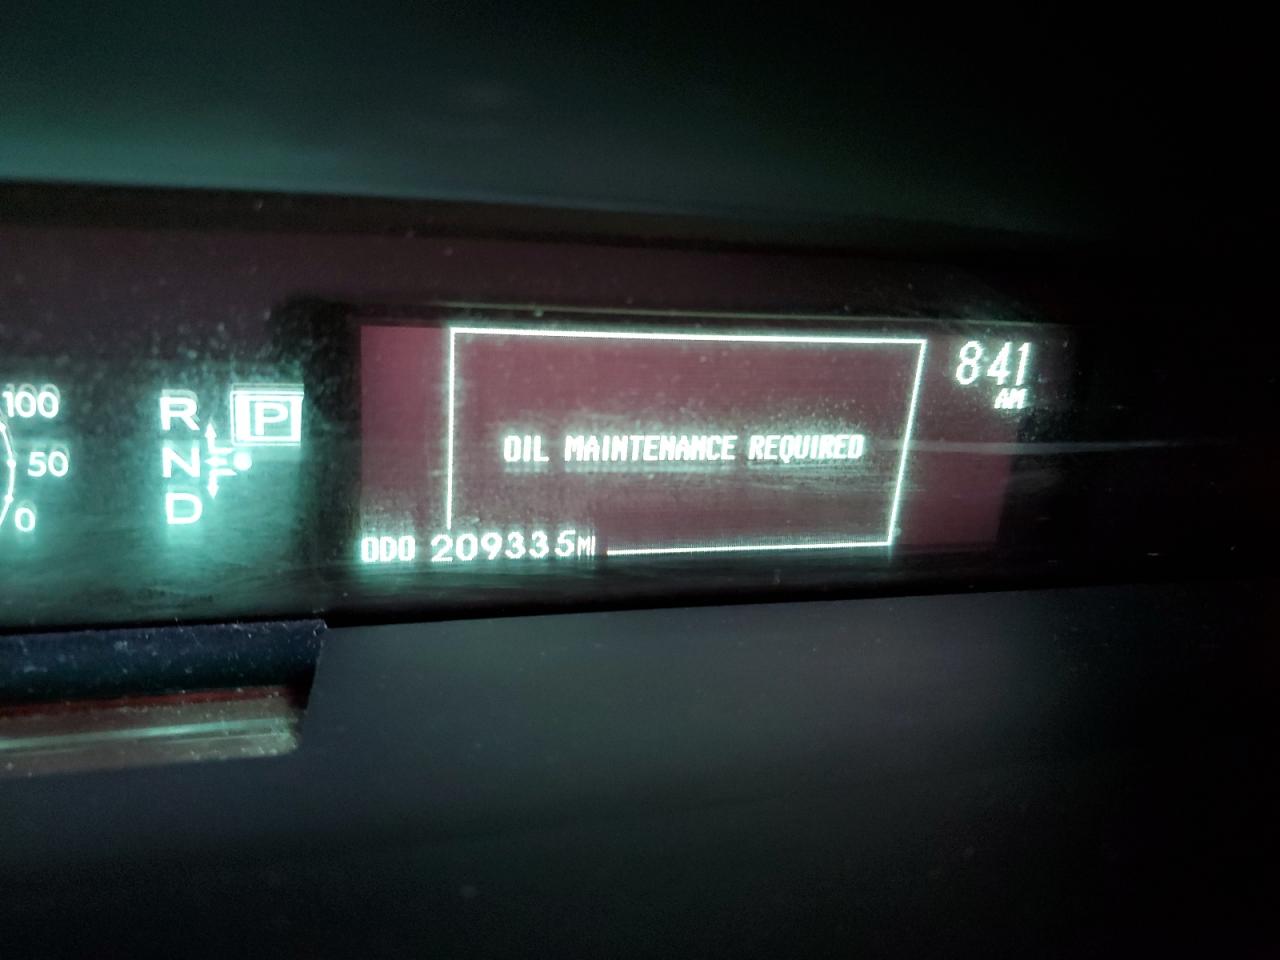 100
50
0
R P
N
D
8:41
AM
OIL MAINTENANCE REQUIRED
ODO 209335MI